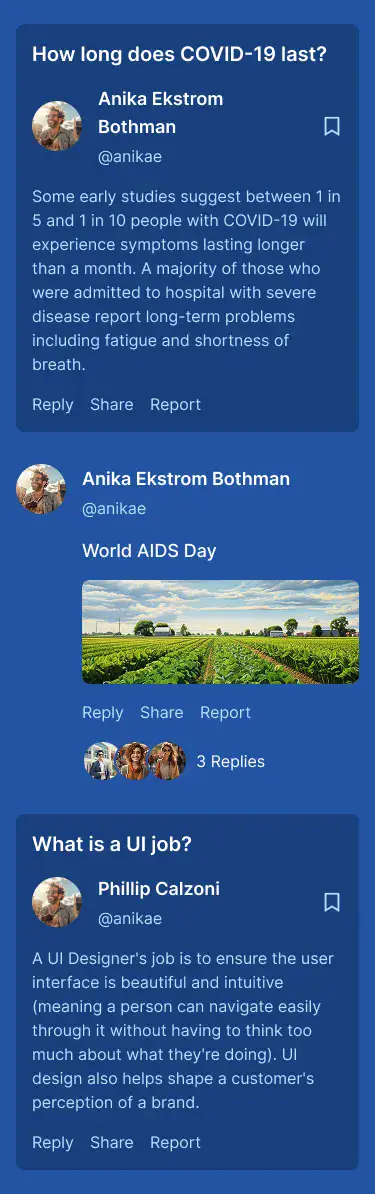 How long does COVID-19 last?
Anika Ekstrom
Bothman
@anikae
Some early studies suggest between 1 in
5 and 1 in 10 people with COVID-19 will
experience symptoms lasting longer
than a month. A majority of those who
were admitted to hospital with severe
disease report long-term problems
including fatigue and shortness of
breath.
Reply Share Report
Anika Ekstrom Bothman
@anikae
World AIDS Day
Reply Share Report
3 Replies
What is a UI job?
Phillip Calzoni
@anikae
A UI Designer's job is to ensure the user
interface is beautiful and intuitive
(meaning a person can navigate easily
through it without having to think too
much about what they're doing). UI
design also helps shape a customer's
perception of a brand.
Reply Share Report